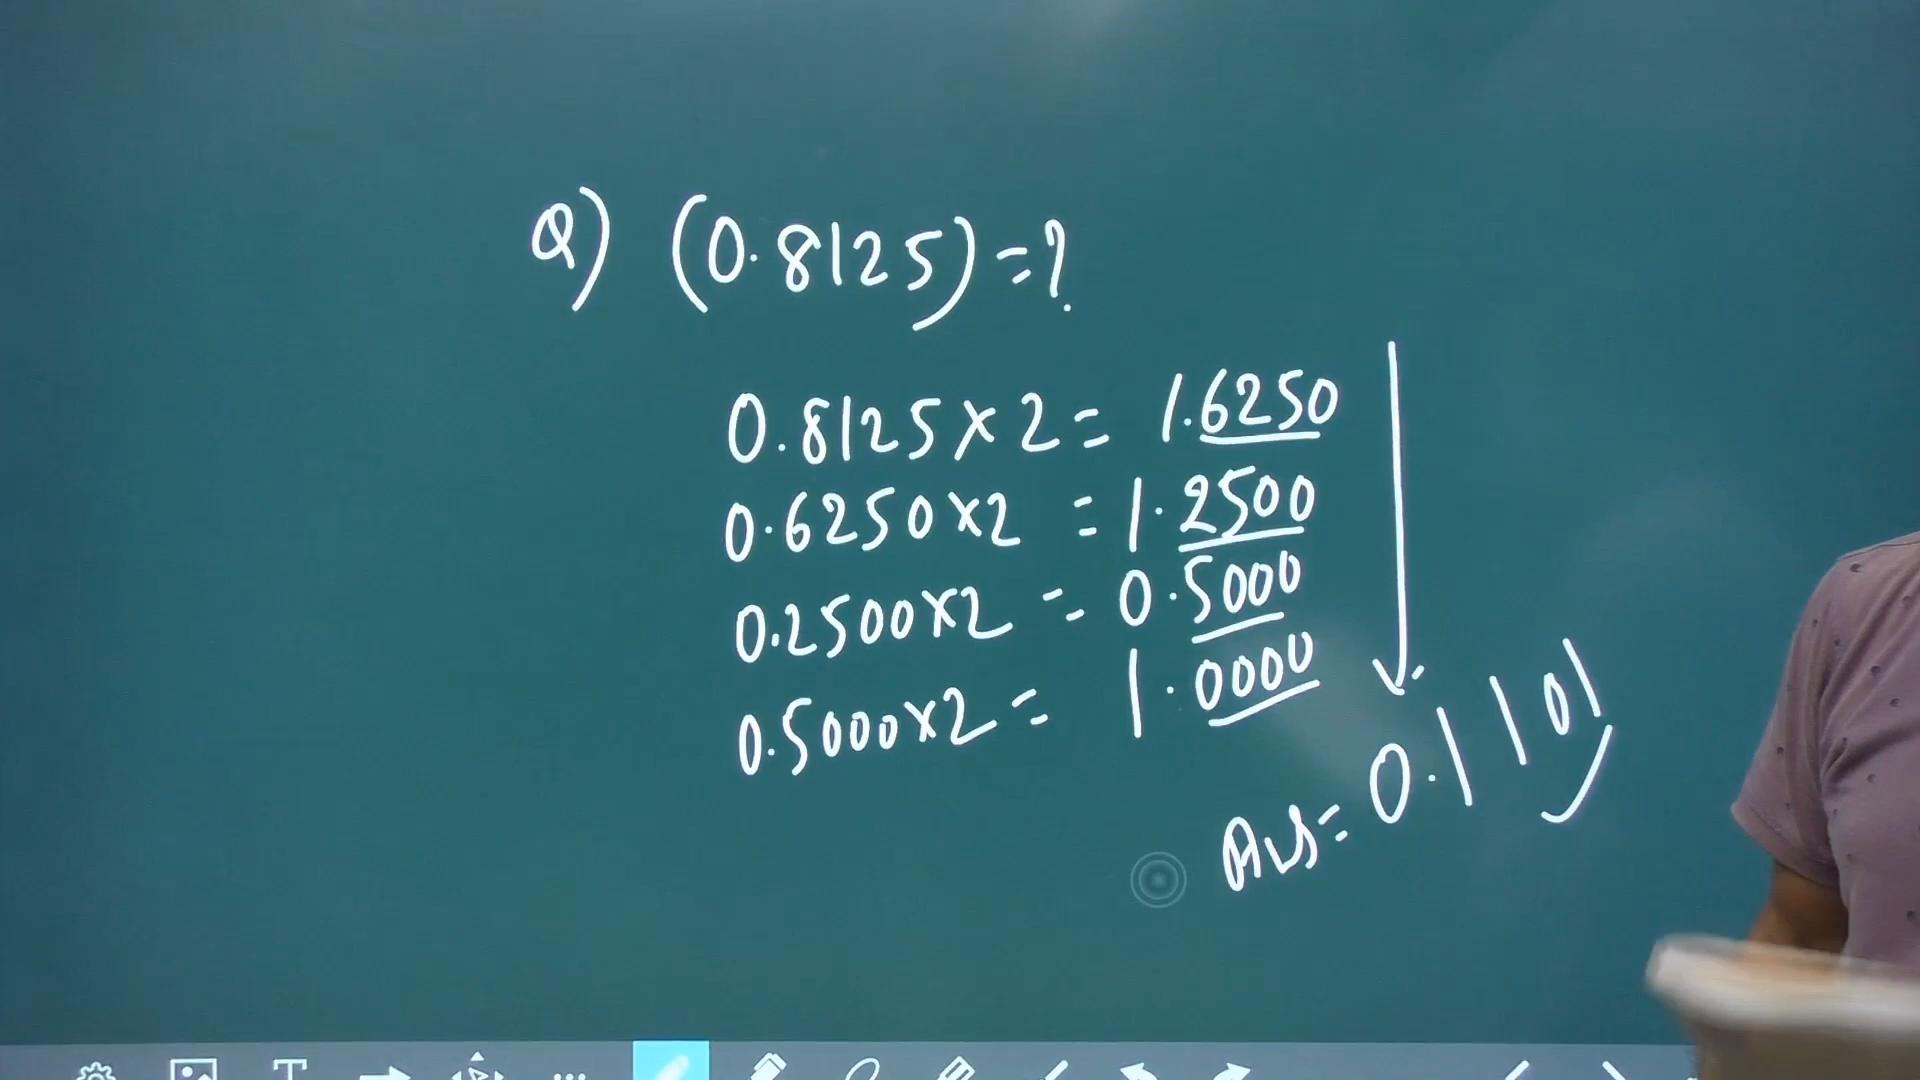 Q) (0.8125)=?
0.8125×2= 1.6250
0.6250×2 =1.2500
0.2500×2 = 0.5000
0.5000×2= 1.0000
Ans= 0.1101
T